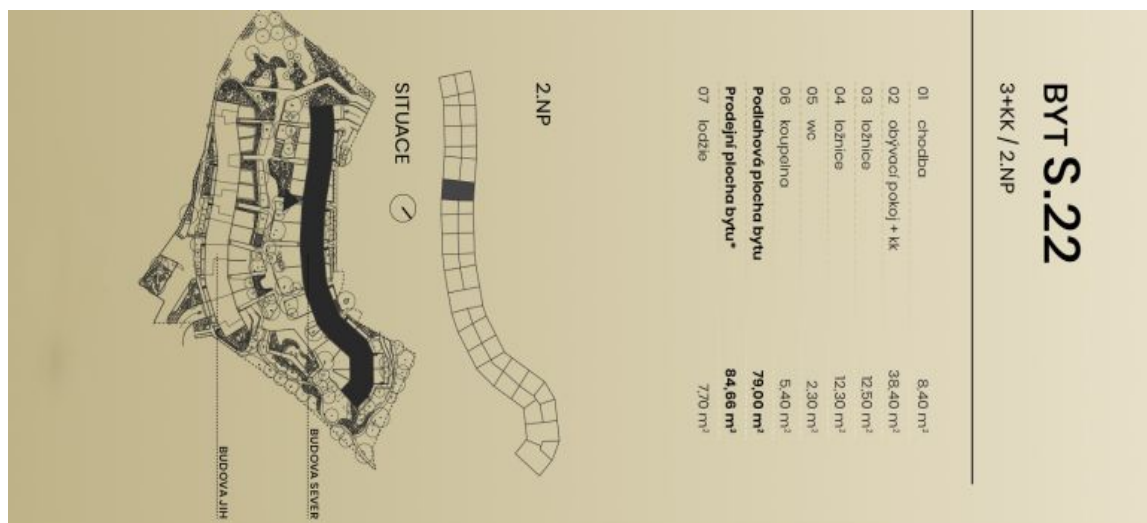 BYT S.22
3+KK / 2.NP
01 chodba 8,40 m²
02 obývací pokoj + kk 38,40 m²
03 ložnice 12,50 m²
04 ložnice 12,30 m²
05 wc 2,30 m²
06 koupelna 5,40 m²
Podlahová plocha bytu 79,00 m²
Prodejní plocha bytu* 84,66 m²
07 lodžie 7,70 m²
2.NP
SITUACE
BUDOVA SEVER
BUDOVA JIH